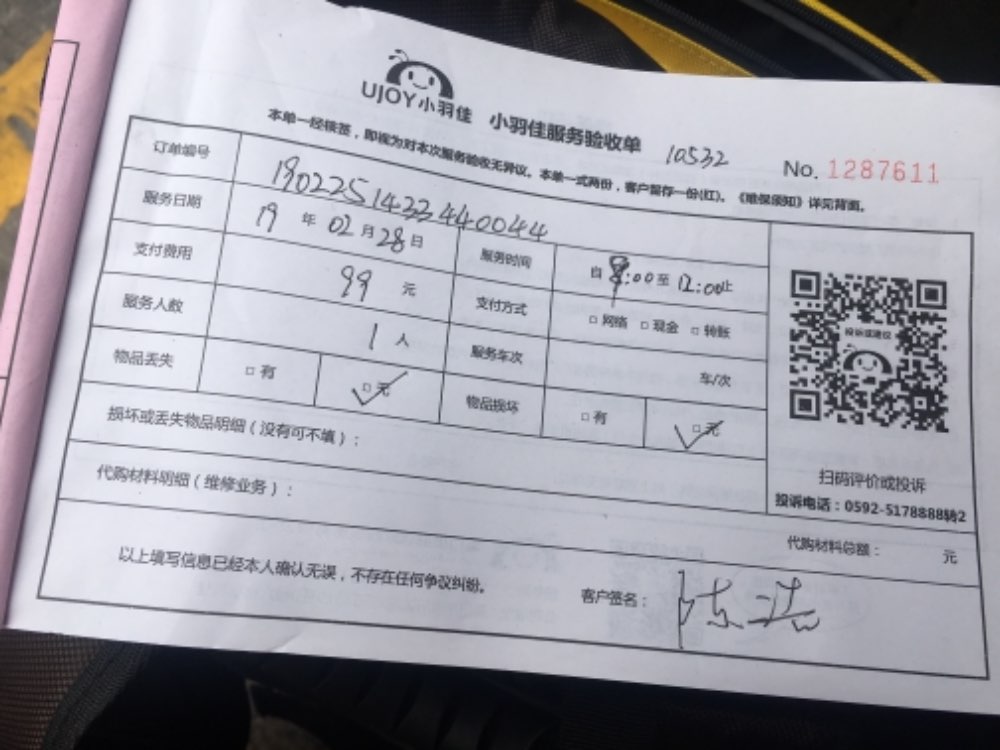 UJOY小羽佳 小羽佳服务验收单 10532
No. 1287611
本单一经接签，即视为对本次服务验收无异议。本单一式两份，客户留存一份(红)。《维保须知》详见背面。
订单编号 19022514334440044
服务日期 19 年 02 月 28 日 服务时间 自 8:00 至 12:00 止
支付费用 99 元 支付方式 □ 网络 □ 现金 □ 转账
服务人数 1 人 服务车次 车/次
物品丢失 □ 有 □ 无 物品损坏 □ 有 □ 无
投诉或建议
扫码评价或投诉
投诉电话：0592-5178888转2
损坏或丢失物品明细（没有可不填）：
代购材料明细（维修业务）：
代购材料总额： 元
以上填写信息已经本人确认无误，不存在任何争议纠纷。 客户签名：